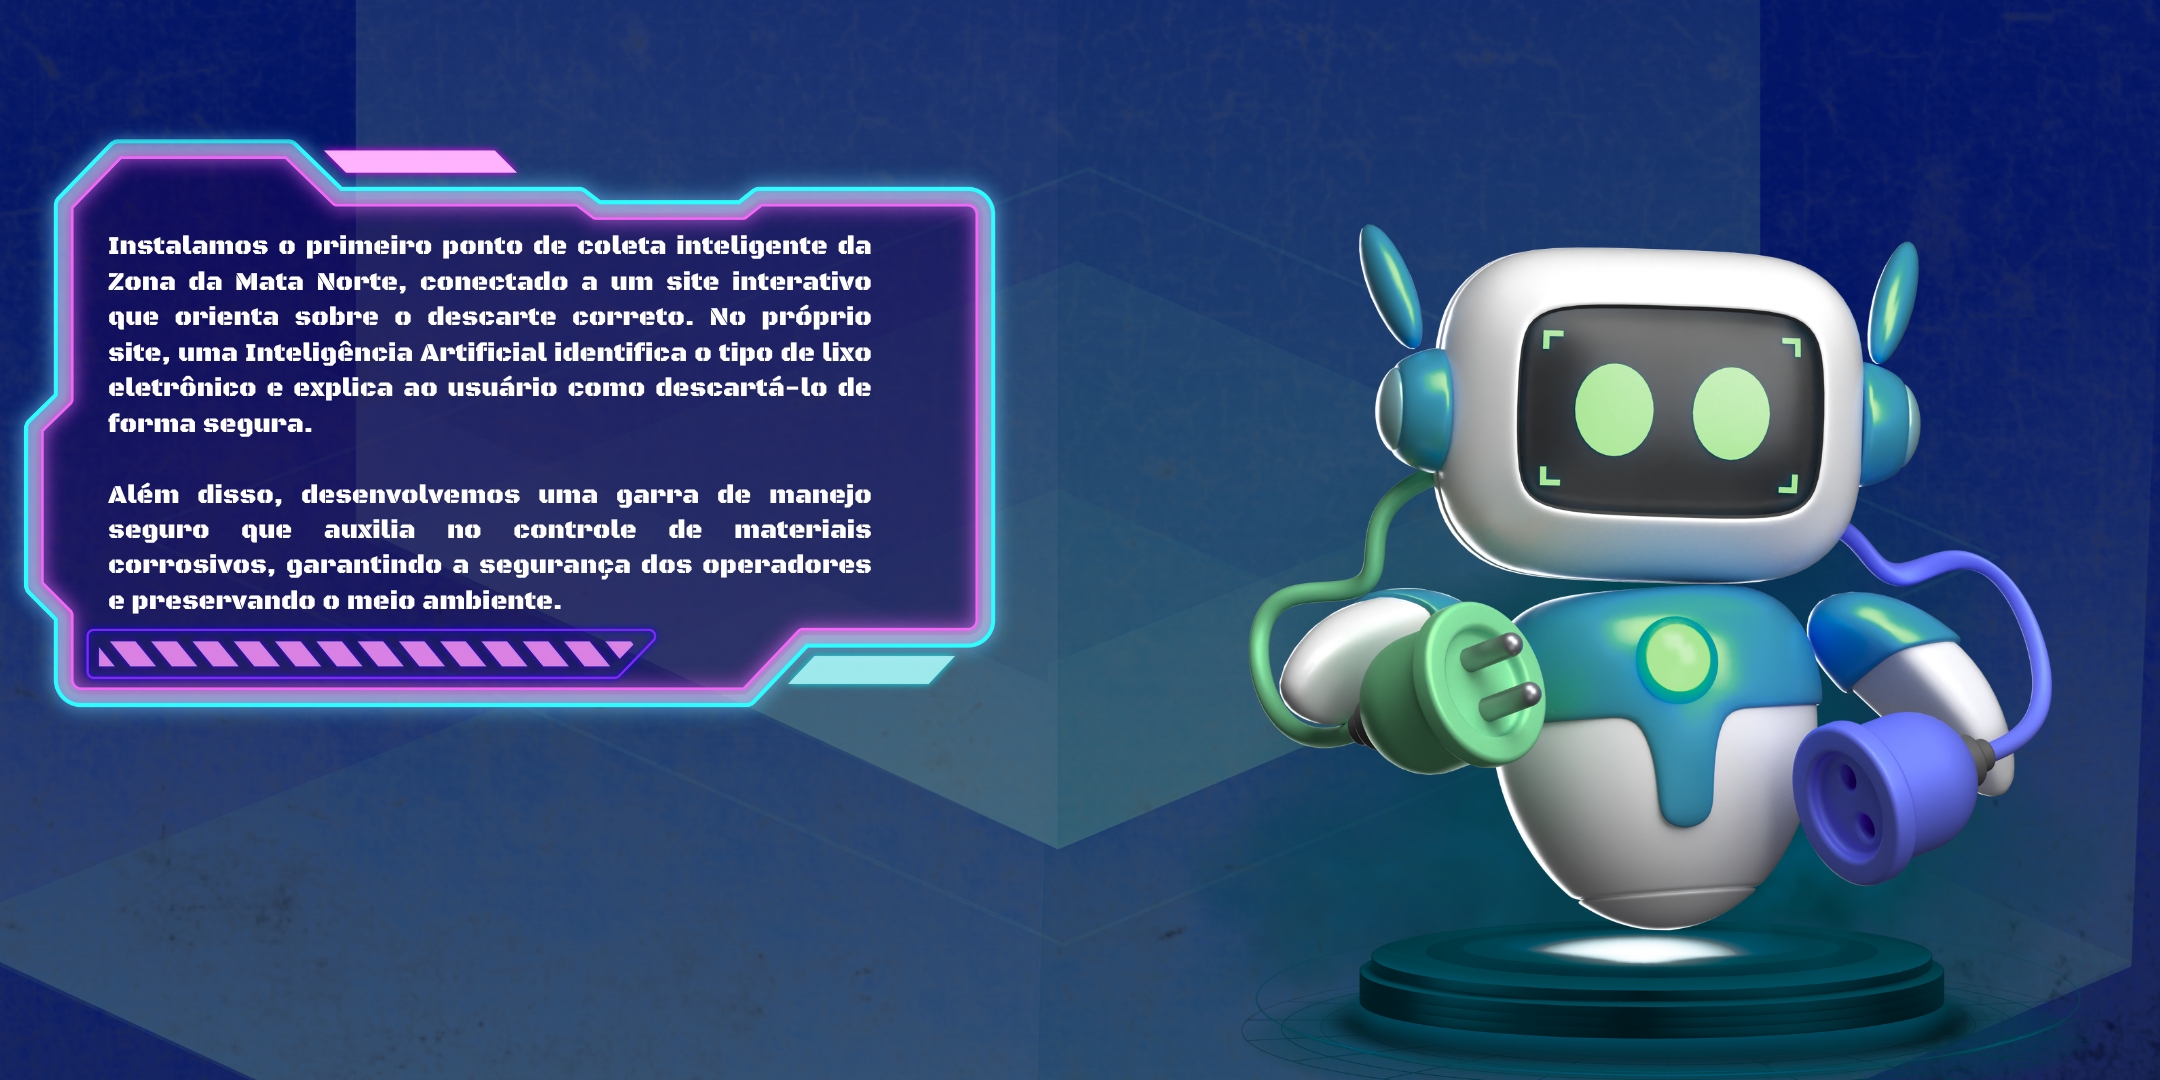 Instalamos o primeiro ponto de coleta inteligente da
Zona da Mata Norte, conectado a um site interativo
que orienta sobre o descarte correto. No próprio
site, uma Inteligência Artificial identifica o tipo de lixo
eletrônico e explica ao usuário como descartá-lo de
forma segura.
Além disso, desenvolvemos uma garra de manejo
seguro que auxilia no controle de materiais
corrosivos, garantindo a segurança dos operadores
e preservando o meio ambiente.